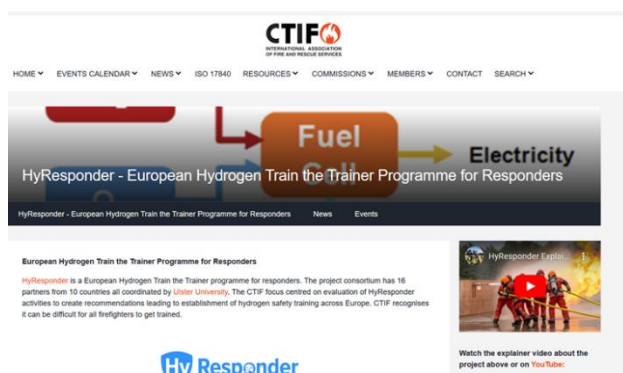 CTIF
INTERNATIONAL ASSOCIATION
OF FIRE AND RESCUE SERVICES
HOME EVENTS CALENDAR NEWS ISO 17840 RESOURCES COMMISSIONS MEMBERS CONTACT SEARCH
Fuel
Cell
Electricity
HyResponder - European Hydrogen Train the Trainer Programme for Responders
HyResponder - European Hydrogen Train the Trainer Programme for Responders News Events
European Hydrogen Train the Trainer Programme for Responders
HyResponder is a European Hydrogen Train the Trainer programme for responders. The project consortium has 16
partners from 10 countries all coordinated by Ulster University. The CTIF focus centred on evaluation of HyResponder
activities to create recommendations leading to establishment of hydrogen safety training across Europe. CTIF recognises
it can be difficult for all firefighters to get trained.
HyResponder Explai...
Watch the explainer video about the
project above or on YouTube:
Hy Responder